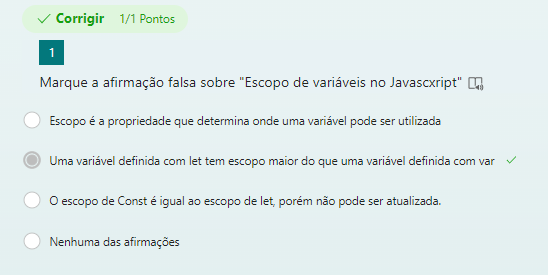 Corrigir 1/1 Pontos
1
Marque a afirmação falsa sobre "Escopo de variáveis no Javascxript"
Escopo é a propriedade que determina onde uma variável pode ser utilizada
Uma variável definida com let tem escopo maior do que uma variável definida com var
O escopo de Const é igual ao escopo de let, porém não pode ser atualizada.
Nenhuma das afirmações